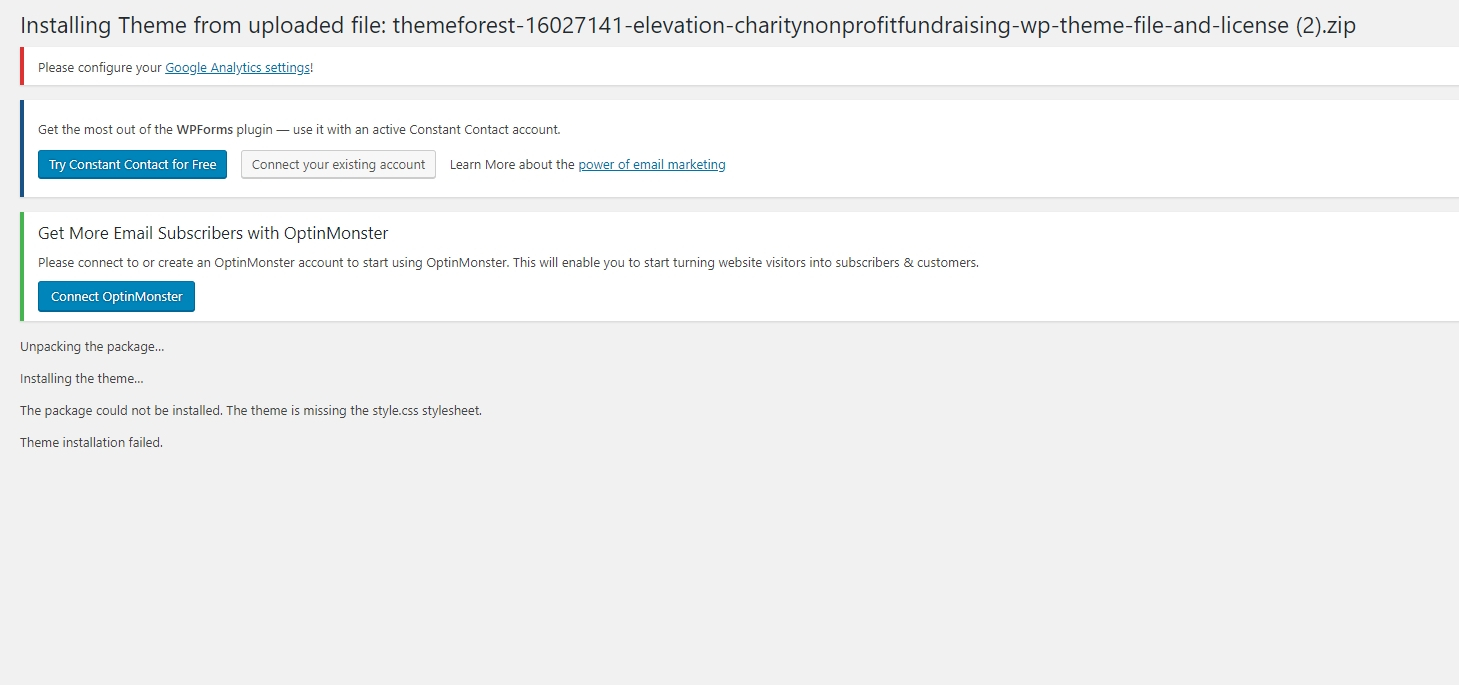 Installing Theme from uploaded file: themeforest-16027141-elevation-charitynonprofitfundraising-wp-theme-file-and-license (2).zip
Please configure your Google Analytics settings!
Get the most out of the WPForms plugin — use it with an active Constant Contact account.
Try Constant Contact for Free Connect your existing account Learn More about the power of email marketing
Get More Email Subscribers with OptinMonster
Please connect to or create an OptinMonster account to start using OptinMonster. This will enable you to start turning website visitors into subscribers & customers.
Connect OptinMonster
Unpacking the package…
Installing the theme…
The package could not be installed. The theme is missing the style.css stylesheet.
Theme installation failed.